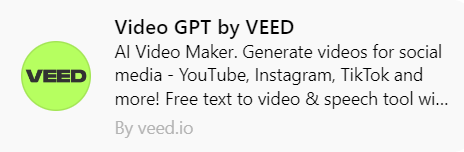 Video GPT by VEED
VEED
AI Video Maker. Generate videos for social
media - YouTube, Instagram, TikTok and
more! Free text to video & speech tool wi...
By veed.io